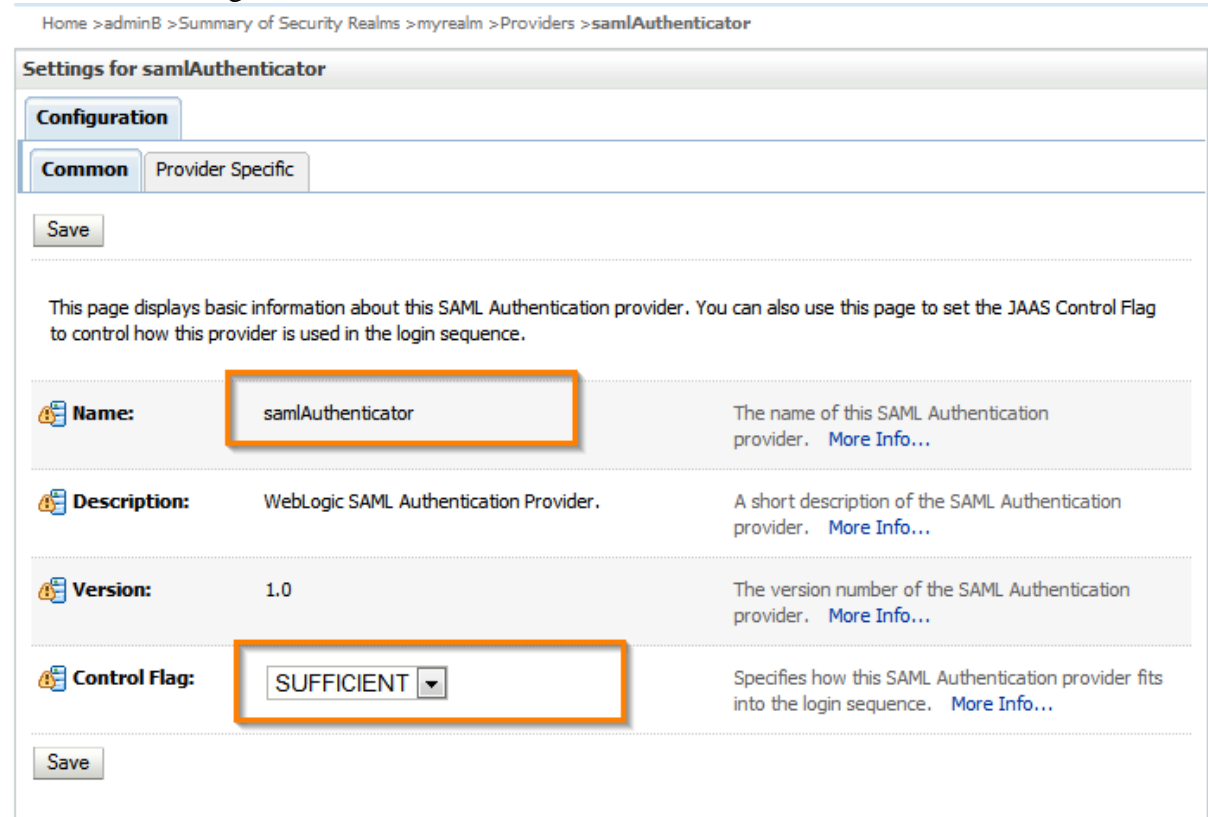 Home >adminB >Summary of Security Realms >myrealm >Providers >samlAuthenticator
Settings for samlAuthenticator
Configuration
Common Provider Specific
Save
This page displays basic information about this SAML Authentication provider. You can also use this page to set the JAAS Control Flag
to control how this provider is used in the login sequence.
Name: samlAuthenticator The name of this SAML Authentication
provider. More Info...
Description: WebLogic SAML Authentication Provider. A short description of the SAML Authentication
provider. More Info...
Version: 1.0 The version number of the SAML Authentication
provider. More Info...
Control Flag: SUFFICIENT Specifies how this SAML Authentication provider fits
into the login sequence. More Info...
Save